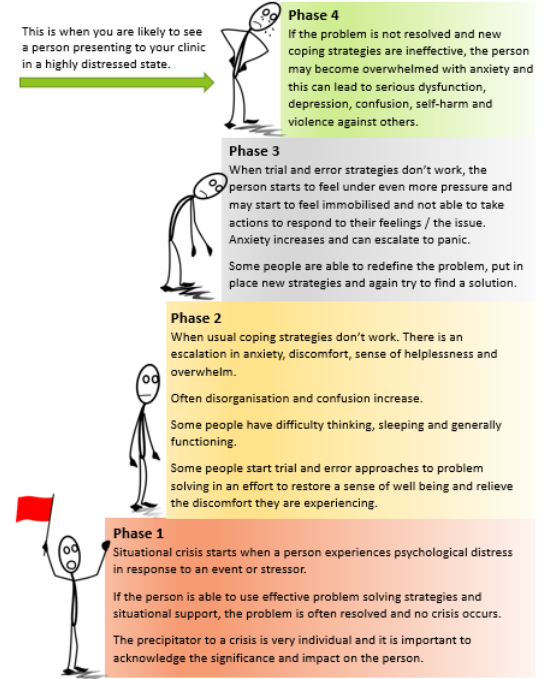 This is when you are likely to see
a person presenting to your clinic
in a highly distressed state.
Phase 4
If the problem is not resolved and new
coping strategies are ineffective, the person
may become overwhelmed with anxiety and
this can lead to serious dysfunction,
depression, confusion, self-harm and
violence against others.
Phase 3
When trial and error strategies don't work, the
person starts to feel under even more pressure and
may start to feel immobilised and not able to take
actions to respond to their feelings / the issue.
Anxiety increases and can escalate to panic.
Some people are able to redefine the problem, put in
place new strategies and again try to find a solution.
Phase 2
When usual coping strategies don't work. There is an
escalation in anxiety, discomfort, sense of helplessness and
overwhelm.
Often disorganisation and confusion increase.
Some people have difficulty thinking, sleeping and generally
functioning.
Some people start trial and error approaches to problem
solving in an effort to restore a sense of well being and relieve
the discomfort they are experiencing.
Phase 1
Situational crisis starts when a person experiences psychological distress
in response to an event or stressor.
If the person is able to use effective problem solving strategies and
situational support, the problem is often resolved and no crisis occurs.
The precipitator to a crisis is very individual and it is important to
acknowledge the significance and impact on the person.